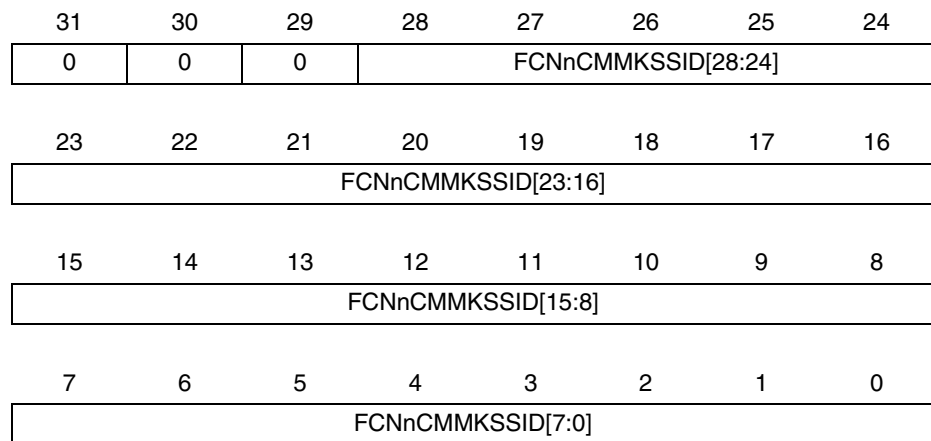 31 30 29 28 27 26 25 24
0 0 0 FCNnCMMKSSID[28:24]
23 22 21 20 19 18 17 16
FCNnCMMKSSID[23:16]
15 14 13 12 11 10 9 8
FCNnCMMKSSID[15:8]
7 6 5 4 3 2 1 0
FCNnCMMKSSID[7:0]